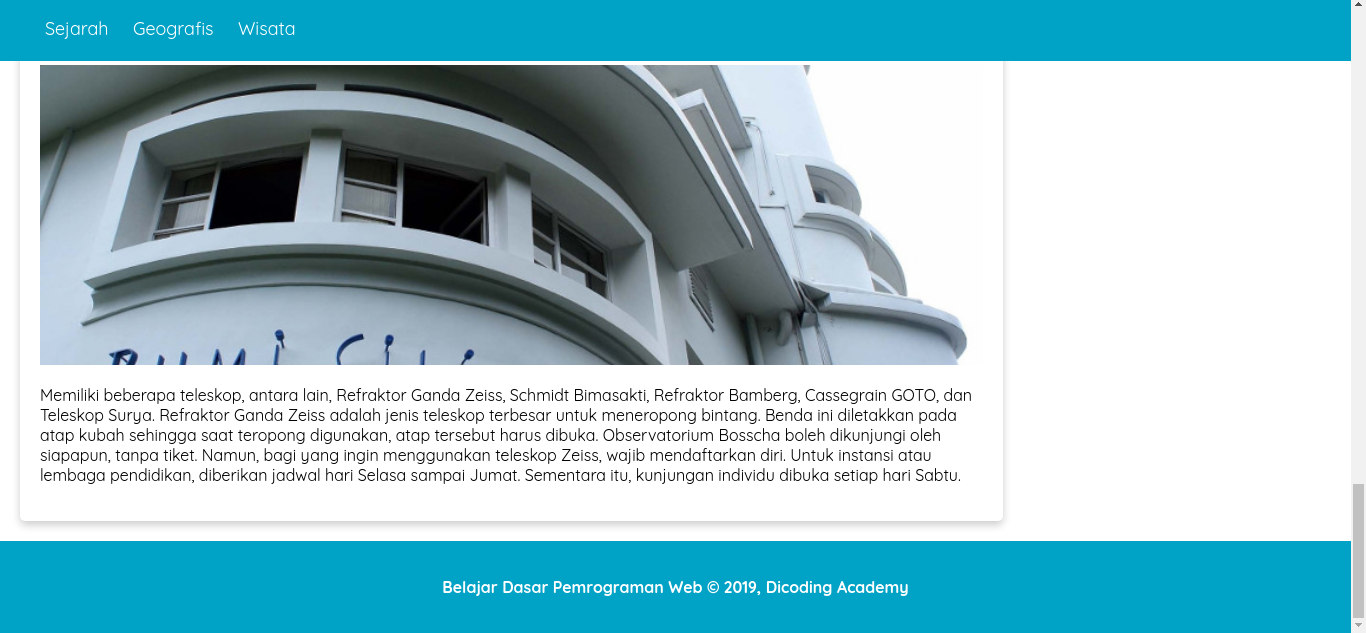 Sejarah Geografis Wisata
BUMI SILI
Memiliki beberapa teleskop, antara lain, Refraktor Ganda Zeiss, Schmidt Bimasakti, Refraktor Bamberg, Cassegrain GOTO, dan
Teleskop Surya. Refraktor Ganda Zeiss adalah jenis teleskop terbesar untuk meneropong bintang. Benda ini diletakkan pada
atap kubah sehingga saat teropong digunakan, atap tersebut harus dibuka. Observatorium Bosscha boleh dikunjungi oleh
siapapun, tanpa tiket. Namun, bagi yang ingin menggunakan teleskop Zeiss, wajib mendaftarkan diri. Untuk instansi atau
lembaga pendidikan, diberikan jadwal hari Selasa sampai Jumat. Sementara itu, kunjungan individu dibuka setiap hari Sabtu.
Belajar Dasar Pemrograman Web © 2019, Dicoding Academy